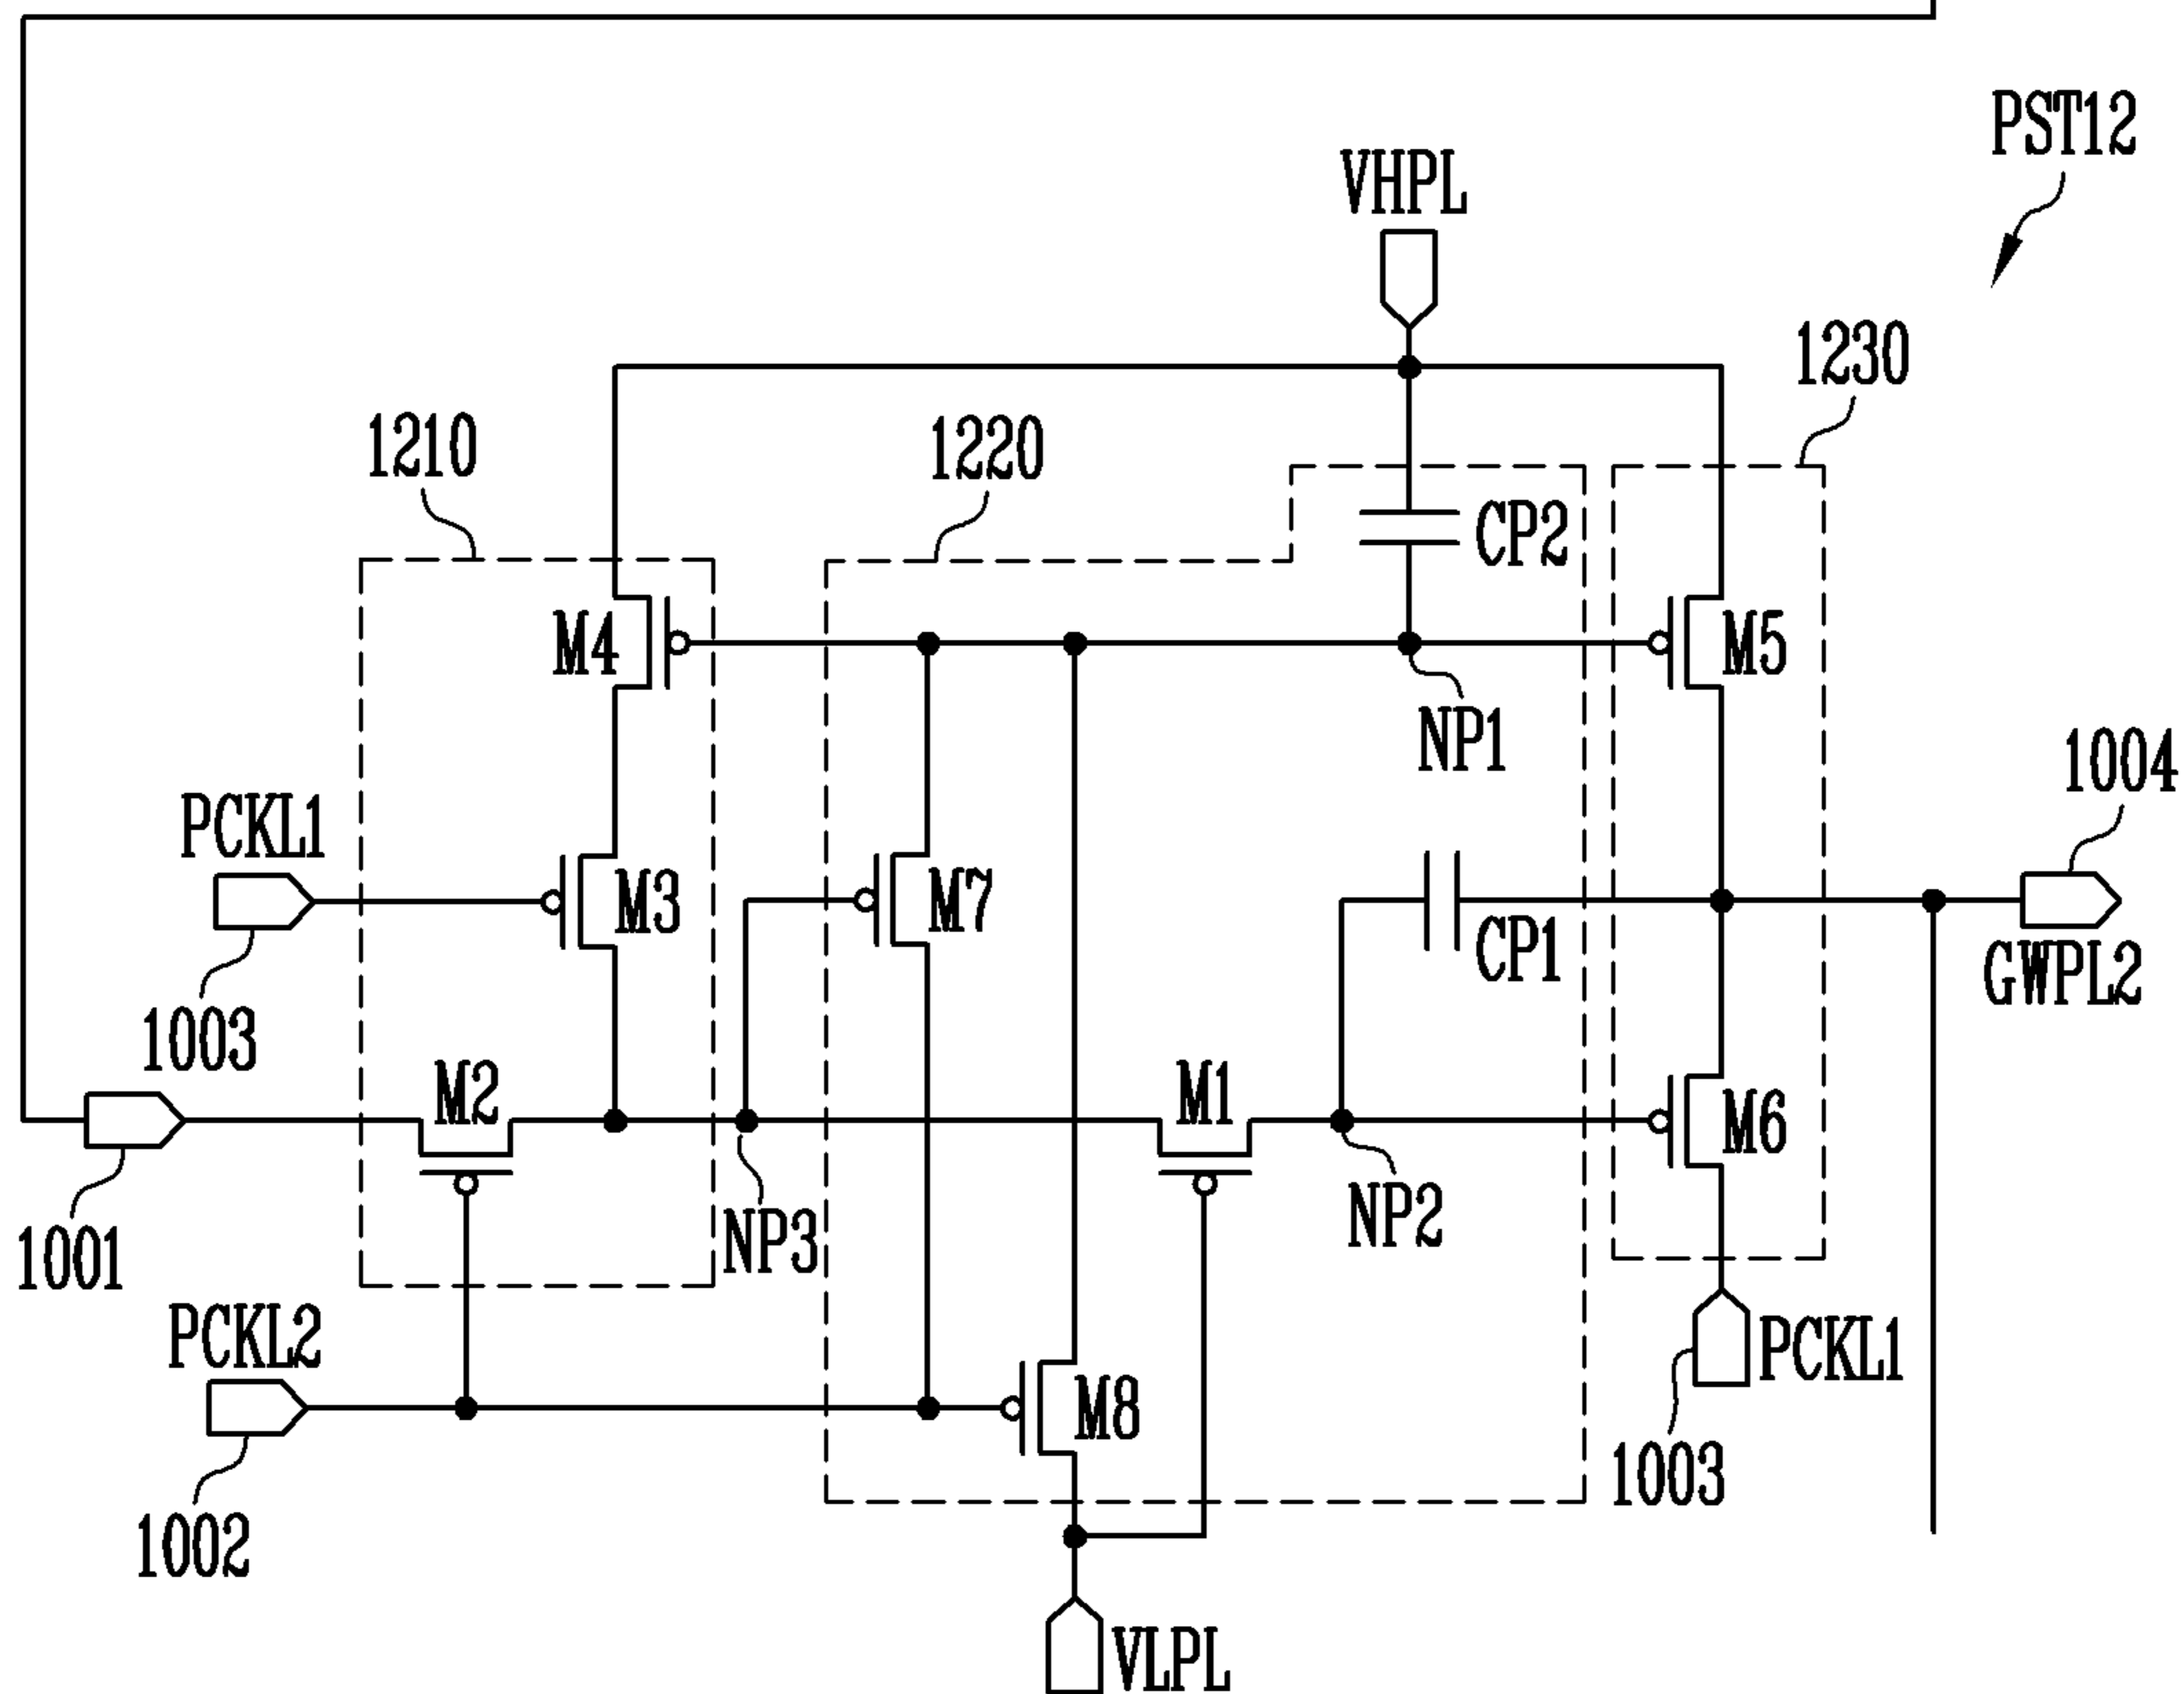 PST12
VHPL
1230
1210
1220
CP2
M4
M5
NP1
1004
PCKL1
M3
M7
CP1
GWPL2
1003
M2
M1
M6
1001
NP3
NP2
PCKL2
PCKL1
M8
1003
1002
VLPL